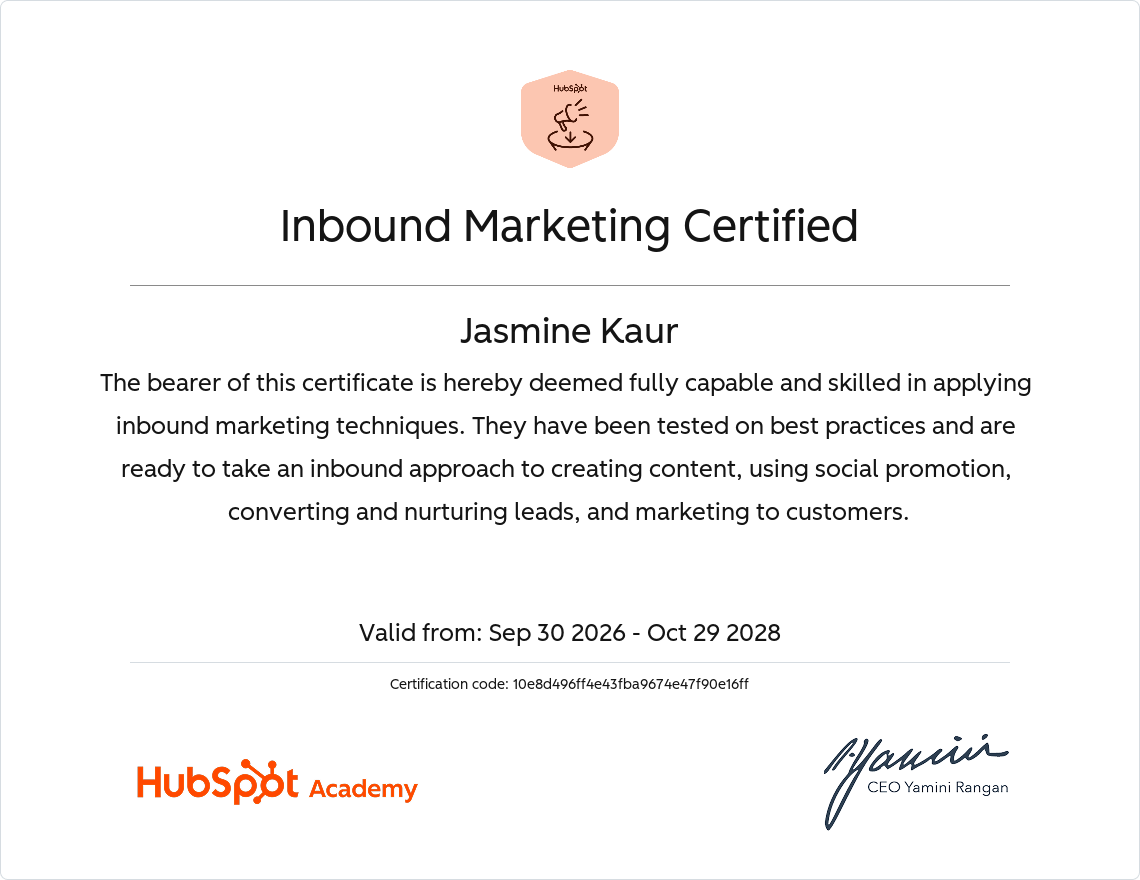 HubSpot
Inbound Marketing Certified
Jasmine Kaur
The bearer of this certificate is hereby deemed fully capable and skilled in applying
inbound marketing techniques. They have been tested on best practices and are
ready to take an inbound approach to creating content, using social promotion,
converting and nurturing leads, and marketing to customers.
Valid from: Sep 30 2026 - Oct 29 2028
Certification code: 10e8d496ff4e43fba9674e47f90e16ff
HubSpot Academy
Yamini
CEO Yamini Rangan